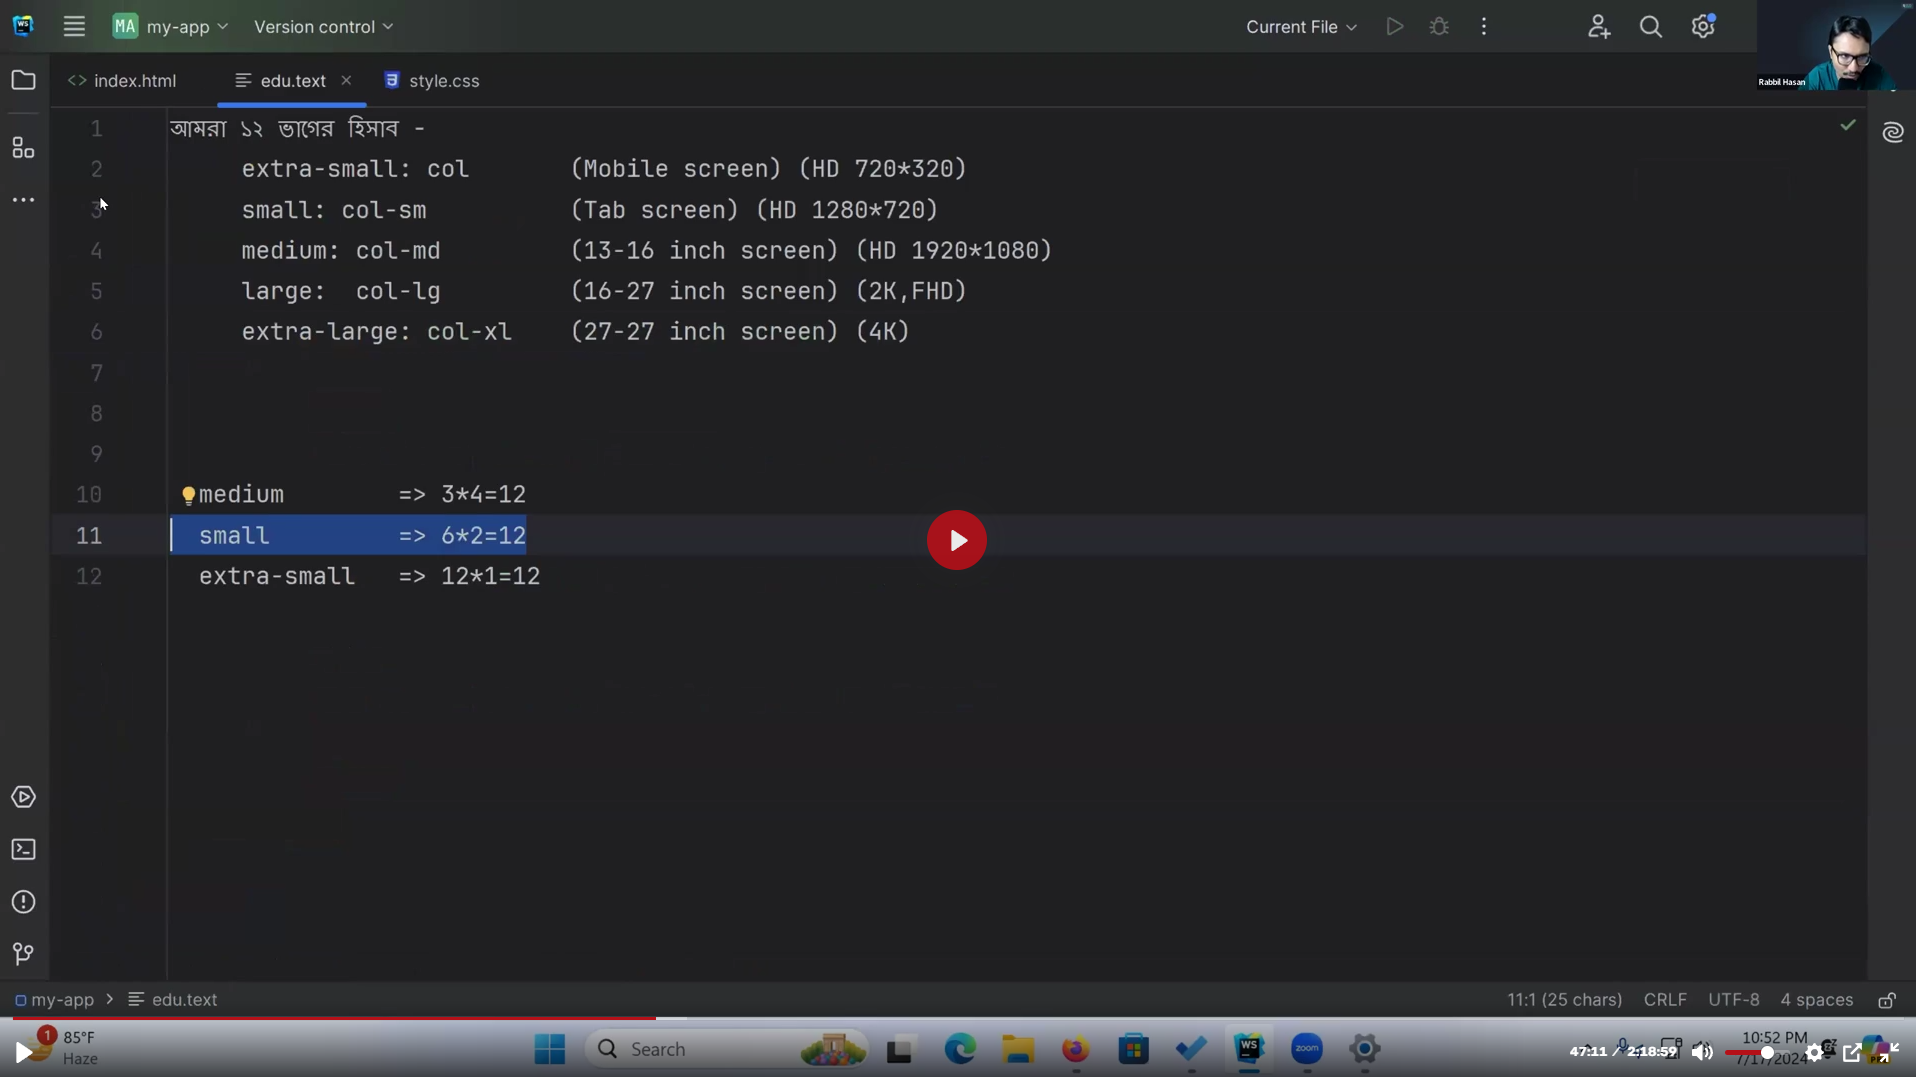 WS
MA my-app Version control Current File
Rabbil Hasan
<> index.html edu.text style.css
1 আমরা ১২ ভাগের হিসাব -
2 extra-small: col (Mobile screen) (HD 720*320)
3 small: col-sm (Tab screen) (HD 1280*720)
4 medium: col-md (13-16 inch screen) (HD 1920*1080)
5 large: col-lg (16-27 inch screen) (2K,FHD)
6 extra-large: col-xl (27-27 inch screen) (4K)
7
8
9
10 medium => 3*4=12
11 small => 6*2=12
12 extra-small => 12*1=12
my-app > edu.text 11:1 (25 chars) CRLF UTF-8 4 spaces
1 85°F
Haze
Search
WS
zoom
10:52 PM
7/17/2024
47:11 / 2:18:59